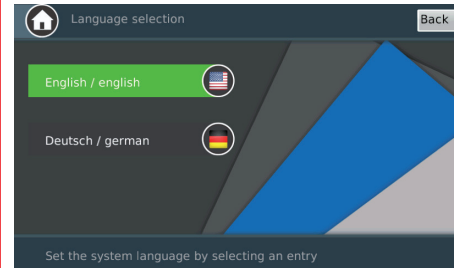 Language selection
Back
English / english
Deutsch / german
Set the system language by selecting an entry